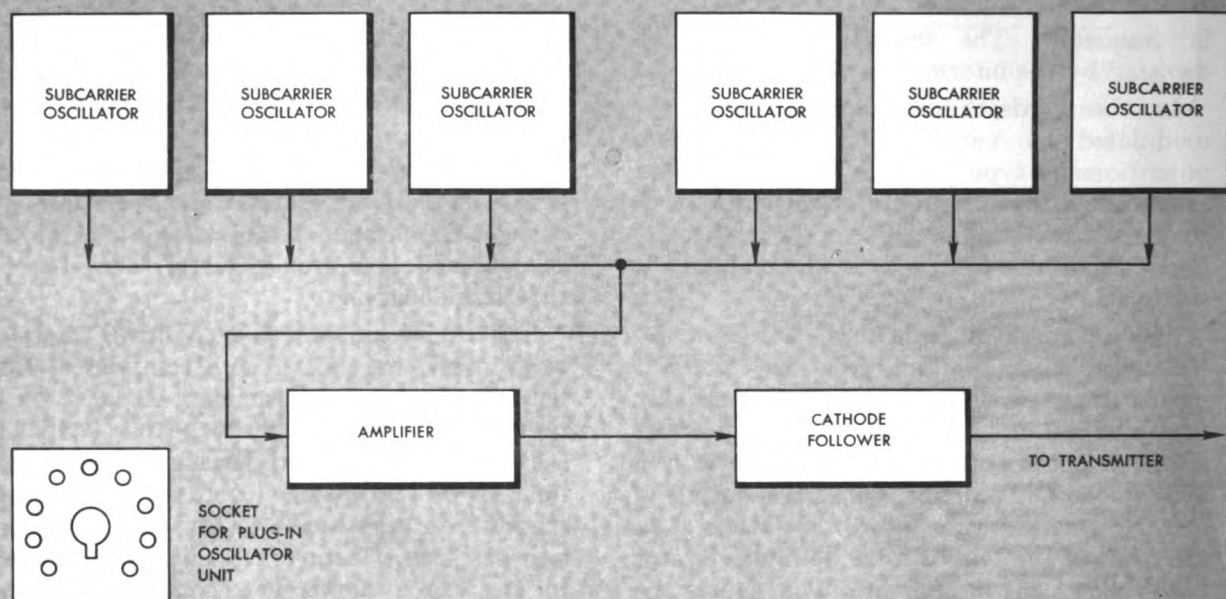 SUBCARRIER
OSCILLATOR
SUBCARRIER
OSCILLATOR
SUBCARRIER
OSCILLATOR
SUBCARRIER
OSCILLATOR
SUBCARRIER
OSCILLATOR
SUBCARRIER
OSCILLATOR
AMPLIFIER
CATHODE
FOLLOWER
TO TRANSMITTER
SOCKET
FOR PLUG-IN
OSCILLATOR
UNIT